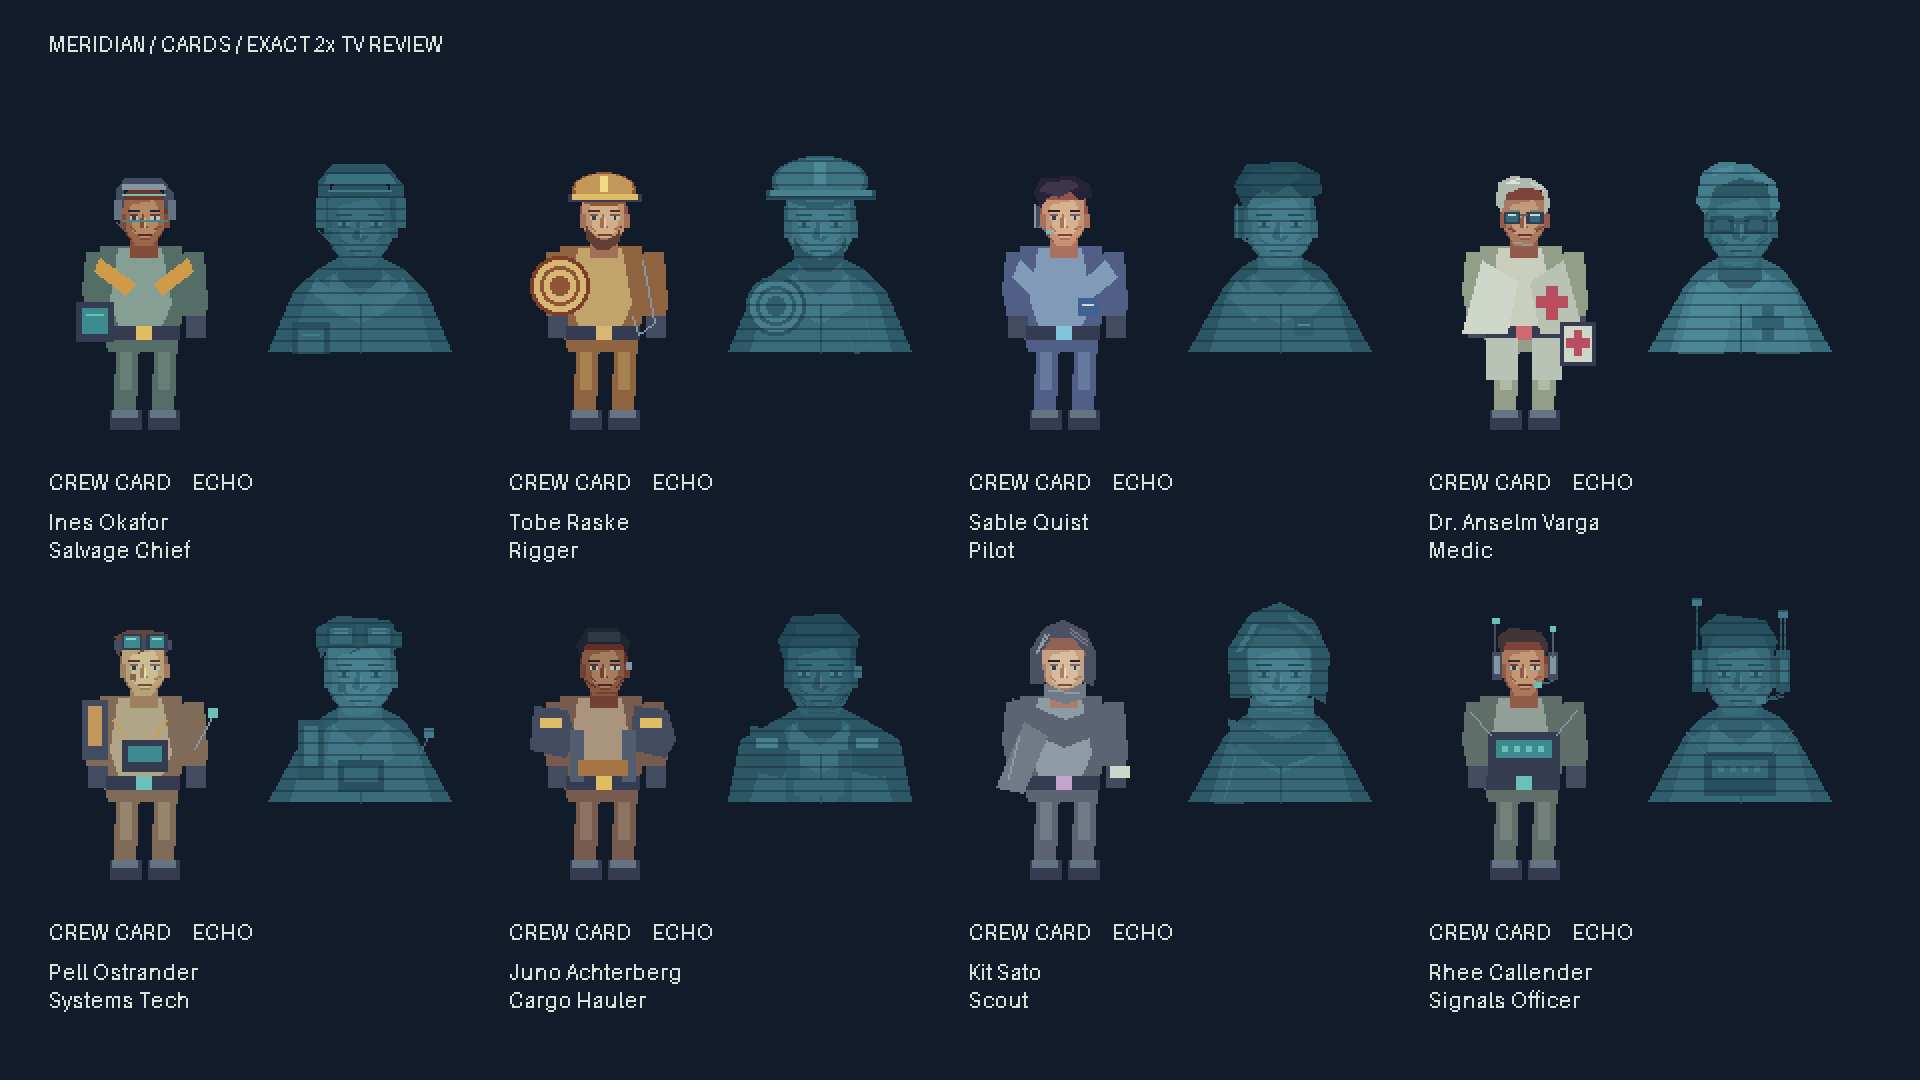 MERIDIAN / CARDS / EXACT 2x TV REVIEW
CREW CARD ECHO
Ines Okafor
Salvage Chief
CREW CARD ECHO
Tobe Raske
Rigger
CREW CARD ECHO
Sable Quist
Pilot
CREW CARD ECHO
Dr. Anselm Varga
Medic
CREW CARD ECHO
Pell Ostrander
Systems Tech
CREW CARD ECHO
Juno Achterberg
Cargo Hauler
CREW CARD ECHO
Kit Sato
Scout
CREW CARD ECHO
Rhee Callender
Signals Officer